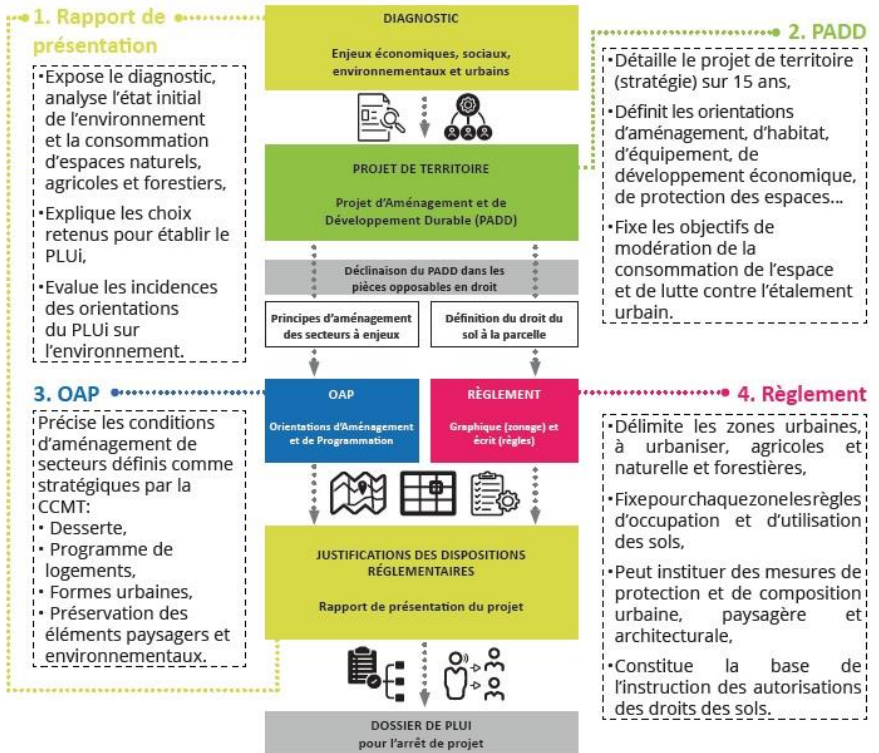 1. Rapport de
présentation
•Expose le diagnostic,
analyse l’état initial
de l’environnement
et la consommation
d’espaces naturels,
agricoles et forestiers,
•Explique les choix
retenus pour établir le
PLUi,
•Evalue les incidences
des orientations
du PLUi sur
l’environnement.
DIAGNOSTIC
Enjeux économiques, sociaux,
environnementaux et urbains
2. PADD
•Détaille le projet de territoire
(stratégie) sur 15 ans,
•Définit les orientations
d’aménagement, d’habitat,
d’équipement, de
développement économique,
de protection des espaces...
•Fixe les objectifs de
modération de la
consommation de l’espace
et de lutte contre l’étalement
urbain.
PROJET DE TERRITOIRE
Projet d’Aménagement et de
Développement Durable (PADD)
Déclinaison du PADD dans les
pièces opposables en droit
Principes d’aménagement
des secteurs à enjeux
Définition du droit du
sol à la parcelle
3. OAP
Précise les conditions
d’aménagement de
secteurs définis comme
stratégiques par la
CCMT:
• Desserte,
• Programme de
logements,
• Formes urbaines,
• Préservation des
éléments paysagers et
environnementaux.
OAP
Orientations d’Aménagement
et de Programmation
RÈGLEMENT
Graphique (zonage) et
écrit (règles)
4. Règlement
•Délimite les zones urbaines,
à urbaniser, agricoles et
naturelle et forestières,
•Fixepourchaquezonelesrègles
d’occupation et d’utilisation
des sols,
•Peut instituer des mesures de
protection et de composition
urbaine, paysagère et
architecturale,
•Constitue la base de
l’instruction des autorisations
des droits des sols.
JUSTIFICATIONS DES DISPOSITIONS
RÉGLEMENTAIRES
Rapport de présentation du projet
DOSSIER DE PLUI
pour l’arrêt de projet